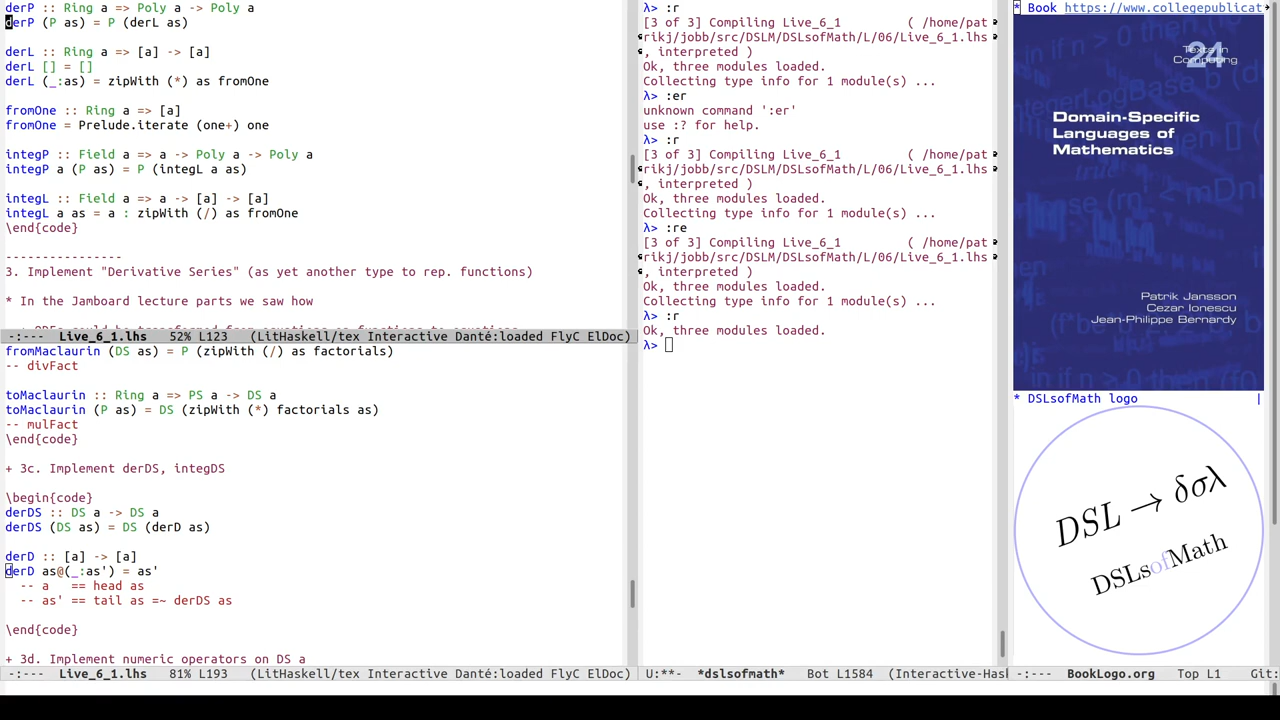 derP :: Ring a => Poly a -> Poly a
derP (P as) = P (derL as)
derL :: Ring a => [a] -> [a]
derL [] = []
derL (_:as) = zipWith (*) as fromOne
fromOne :: Ring a => [a]
fromOne = Prelude.iterate (one+) one
integP :: Field a => a -> Poly a -> Poly a
integP a (P as) = P (integL a as)
integL :: Field a => a -> [a] -> [a]
integL a as = a : zipWith (/) as fromOne
\end{code}
----------------
3. Implement "Derivative Series" (as yet another type to rep. functions)
* In the Jamboard lecture parts we saw how
-:--- Live_6_1.lhs 52% L123 (LitHaskell/tex Interactive Danté:loaded FlyC ElDoc)
fromMaclaurin (DS as) = P (zipWith (/) as factorials)
-- divFact
toMaclaurin :: Ring a => PS a -> DS a
toMaclaurin (P as) = DS (zipWith (*) factorials as)
-- mulFact
\end{code}
+ 3c. Implement derDS, integDS
\begin{code}
derDS :: DS a -> DS a
derDS (DS as) = DS (derD as)
derD :: [a] -> [a]
derD as@(_:as') = as'
-- a   == head as
-- as' == tail as =~ derDS as
\end{code}
+ 3d. Implement numeric operators on DS a
-:--- Live_6_1.lhs 81% L193 (LitHaskell/tex Interactive Danté:loaded FlyC ElDoc)
λ> :r
[3 of 3] Compiling Live_6_1 ( /home/pat
rikj/jobb/src/DSLM/DSLsofMath/L/06/Live_6_1.lhs
, interpreted )
Ok, three modules loaded.
Collecting type info for 1 module(s) ...
λ> :er
unknown command ':er'
use :? for help.
λ> :r
[3 of 3] Compiling Live_6_1 ( /home/pat
rikj/jobb/src/DSLM/DSLsofMath/L/06/Live_6_1.lhs
, interpreted )
Ok, three modules loaded.
Collecting type info for 1 module(s) ...
λ> :re
[3 of 3] Compiling Live_6_1 ( /home/pat
rikj/jobb/src/DSLM/DSLsofMath/L/06/Live_6_1.lhs
, interpreted )
Ok, three modules loaded.
Collecting type info for 1 module(s) ...
λ> :r
Ok, three modules loaded.
λ>
U:**- *dslsofmath* Bot L1584 (Interactive-Has
* Book https://www.collegepublicat
Texts in
Computing
24
Domain-Specific
Languages of
Mathematics
Patrik Jansson
Cezar Ionescu
Jean-Philippe Bernardy
* DSLsofMath logo |
DSL → δσλ
DSLsofMath
-:--- BookLogo.org Top L1 Git: